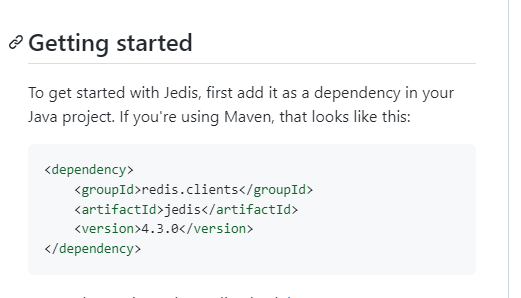 Getting started
To get started with Jedis, first add it as a dependency in your
Java project. If you're using Maven, that looks like this:
<dependency>
    <groupId>redis.clients</groupId>
    <artifactId>jedis</artifactId>
    <version>4.3.0</version>
</dependency>